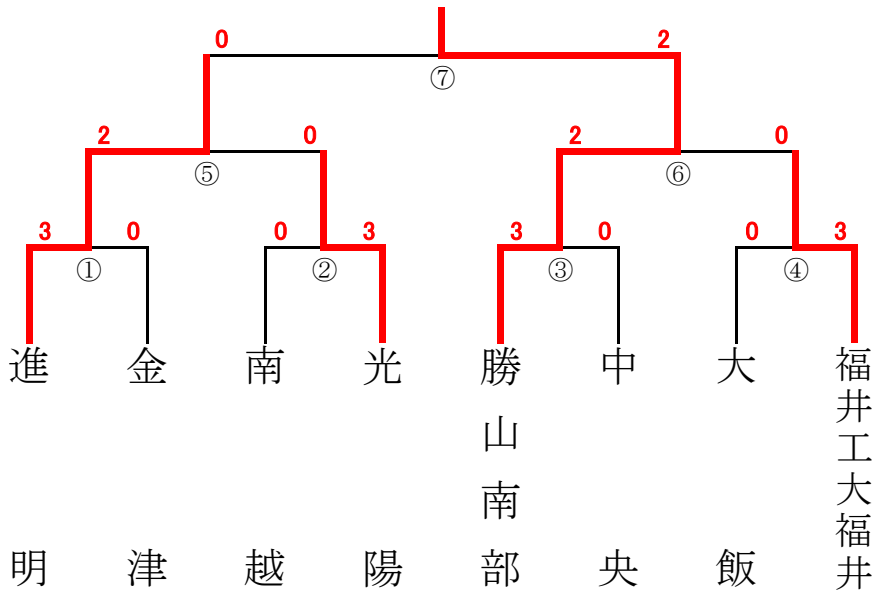 0 2
⑦
2 0 2 0
⑤ ⑥
3 0 0 3 3 0 0 3
① ② ③ ④
進明
金津
南越
光陽
勝山南部
中央
大飯
福井工大福井